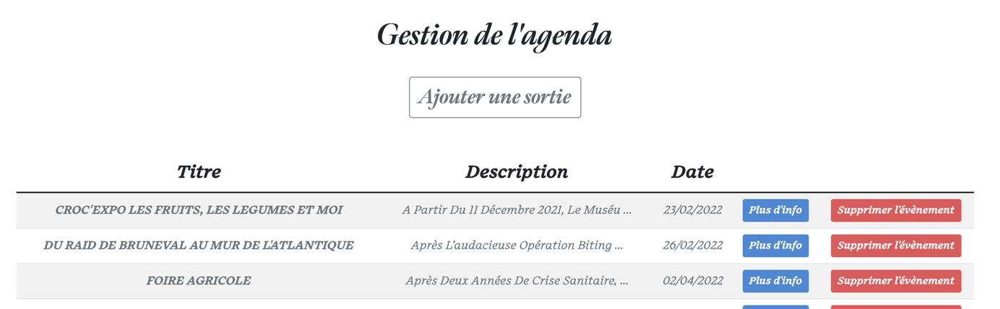 Gestion de l'agenda
Ajouter une sortie
Titre Description Date
CROC'EXPO LES FRUITS, LES LEGUMES ET MOI A Partir Du 11 Décembre 2021, Le Muséu ... 23/02/2022 Plus d'info Supprimer l'évènement
DU RAID DE BRUNEVAL AU MUR DE L'ATLANTIQUE Après L'audacieuse Opération Biting ... 26/02/2022 Plus d'info Supprimer l'évènement
FOIRE AGRICOLE Après Deux Années De Crise Sanitaire, ... 02/04/2022 Plus d'info Supprimer l'évènement